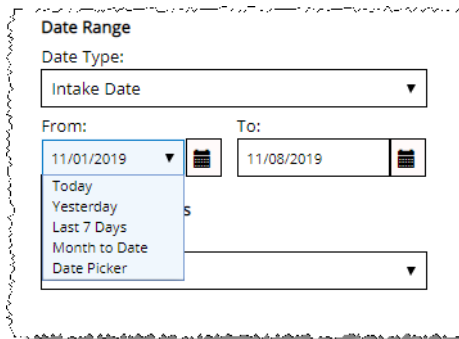 Date Range
Date Type:
Intake Date
From: To:
11/01/2019 11/08/2019
Today
Yesterday
s
Last 7 Days
Month to Date
Date Picker